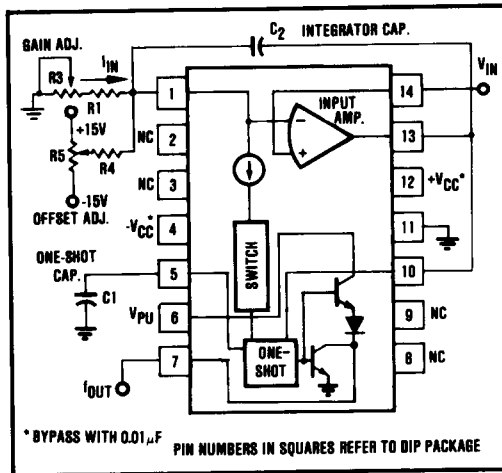 C2 INTEGRATOR CAP.
GAIN ADJ.
IIN
R3
R1
VIN
1
14
INPUT
AMP.
−
+
+15V
NC
2
13
R5
R4
NC
3
12
+VCC*
-15V
OFFSET ADJ.
-VCC*
4
11
ONE-SHOT
CAP.
SWITCH
5
10
C1
VPU
6
9
NC
ONE-
SHOT
7
8
NC
fOUT
* BYPASS WITH 0.01µF
PIN NUMBERS IN SQUARES REFER TO DIP PACKAGE